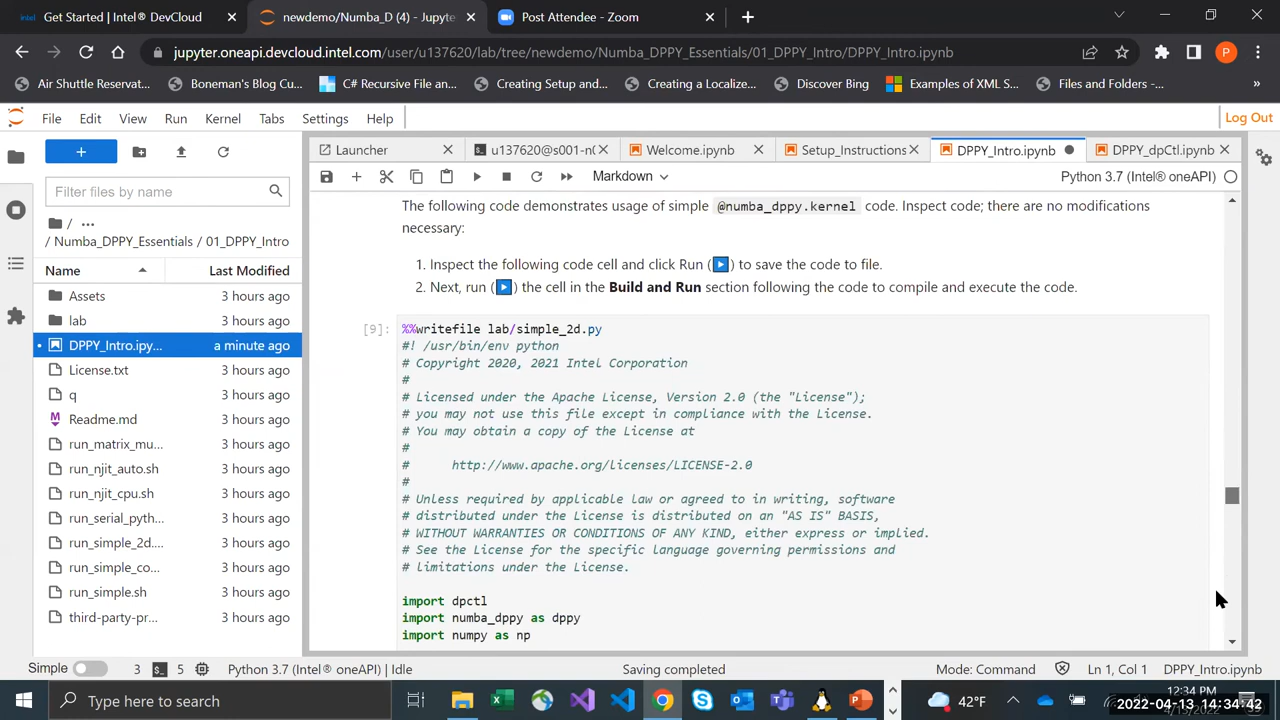 intel Get Started | Intel® DevCloud
newdemo/Numba_D (4) - Jupyte
Post Attendee - Zoom
jupyter.oneapi.devcloud.intel.com/user/u137620/lab/tree/newdemo/Numba_DPPY_Essentials/01_DPPY_Intro/DPPY_Intro.ipynb
P
Air Shuttle Reservat...
Boneman's Blog Cu...
C# Recursive File an...
Creating Setup and...
Creating a Localize...
Discover Bing
Examples of XML S...
Files and Folders -...
File Edit View Run Kernel Tabs Settings Help
Log Out
Launcher
u137620@s001-n0
Welcome.ipynb
Setup_Instructions
DPPY_Intro.ipynb
DPPY_dpCtl.ipynb
Markdown
Python 3.7 (Intel® oneAPI)
Filter files by name
/ ...
/ Numba_DPPY_Essentials / 01_DPPY_Intro
Name Last Modified
Assets 3 hours ago
lab 3 hours ago
DPPY_Intro.ipy... a minute ago
License.txt 3 hours ago
q 3 hours ago
Readme.md 3 hours ago
run_matrix_mu... 3 hours ago
run_njit_auto.sh 3 hours ago
run_njit_cpu.sh 3 hours ago
run_serial_pyth... 3 hours ago
run_simple_2d.... 3 hours ago
run_simple_co... 3 hours ago
run_simple.sh 3 hours ago
third-party-pr... 3 hours ago
The following code demonstrates usage of simple @numba_dppy.kernel code. Inspect code; there are no modifications
necessary:
1. Inspect the following code cell and click Run (▶) to save the code to file.
2. Next, run (▶) the cell in the Build and Run section following the code to compile and execute the code.
[9]: %%writefile lab/simple_2d.py
#! /usr/bin/env python
# Copyright 2020, 2021 Intel Corporation
#
# Licensed under the Apache License, Version 2.0 (the "License");
# you may not use this file except in compliance with the License.
# You may obtain a copy of the License at
#
# http://www.apache.org/licenses/LICENSE-2.0
#
# Unless required by applicable law or agreed to in writing, software
# distributed under the License is distributed on an "AS IS" BASIS,
# WITHOUT WARRANTIES OR CONDITIONS OF ANY KIND, either express or implied.
# See the License for the specific language governing permissions and
# limitations under the License.
import dpctl
import numba_dppy as dppy
import numpy as np
Simple 3 5 Python 3.7 (Intel® oneAPI) | Idle
Saving completed
Mode: Command Ln 1, Col 1 DPPY_Intro.ipynb
Type here to search
42°F
12:34 PM
2022-04-13 14:34:42